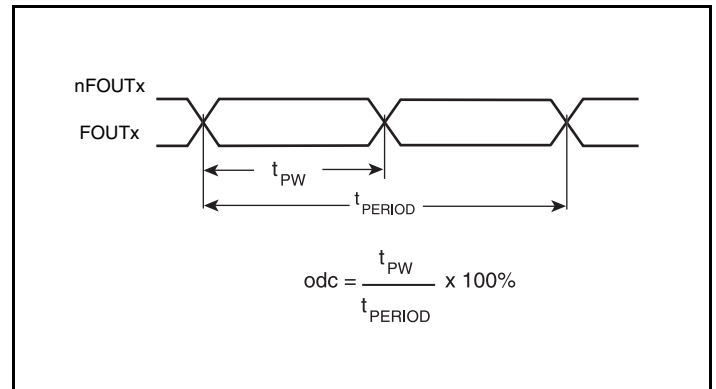 nFOUTx
FOUTx
tPW
tPERIOD
odc = tPW / tPERIOD x 100%